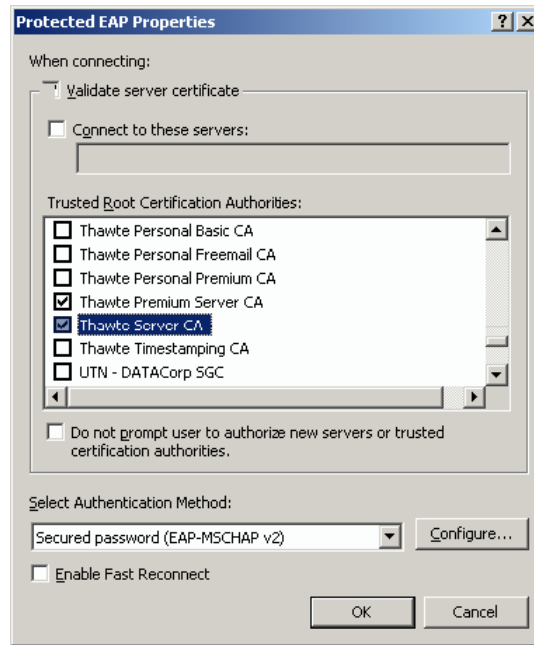 Protected EAP Properties
When connecting:
Validate server certificate
Connect to these servers:
Trusted Root Certification Authorities:
Thawte Personal Basic CA
Thawte Personal Freemail CA
Thawte Personal Premium CA
Thawte Premium Server CA
Thawte Server CA
Thawte Timestamping CA
UTN - DATACorp SGC
Do not prompt user to authorize new servers or trusted
certification authorities.
Select Authentication Method:
Secured password (EAP-MSCHAP v2)
Configure...
Enable Fast Reconnect
OK
Cancel